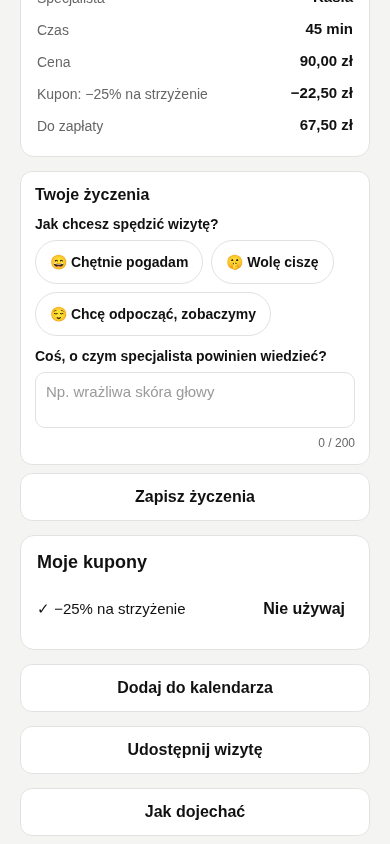 Specjalista Kasia
Czas 45 min
Cena 90,00 zł
Kupon: −25% na strzyżenie −22,50 zł
Do zapłaty 67,50 zł
Twoje życzenia
Jak chcesz spędzić wizytę?
😄 Chętnie pogadam 🤫 Wolę ciszę
😌 Chcę odpocząć, zobaczymy
Coś, o czym specjalista powinien wiedzieć?
Np. wrażliwa skóra głowy
0 / 200
Zapisz życzenia
Moje kupony
✓ −25% na strzyżenie Nie używaj
Dodaj do kalendarza
Udostępnij wizytę
Jak dojechać